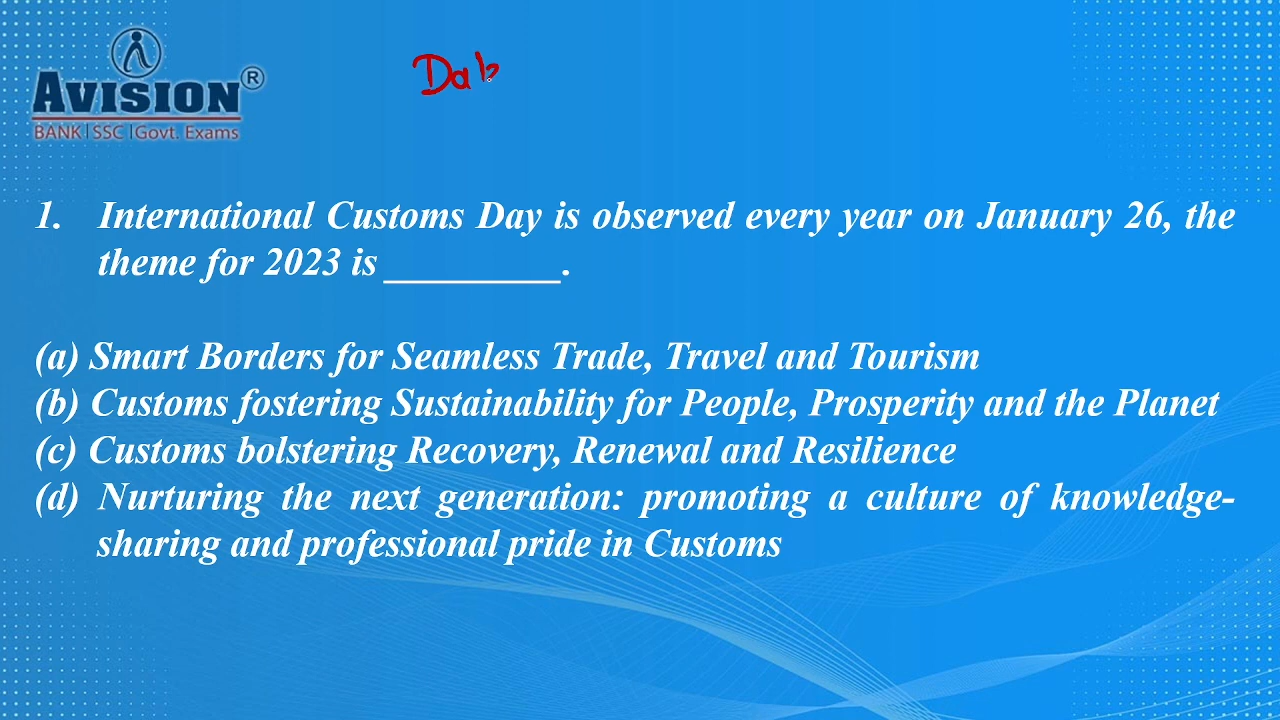 AVISION®
BANK|SSC|Govt. Exams
1. International Customs Day is observed every year on January 26, the
theme for 2023 is _________.
(a) Smart Borders for Seamless Trade, Travel and Tourism
(b) Customs fostering Sustainability for People, Prosperity and the Planet
(c) Customs bolstering Recovery, Renewal and Resilience
(d) Nurturing the next generation: promoting a culture of knowledge-
sharing and professional pride in Customs